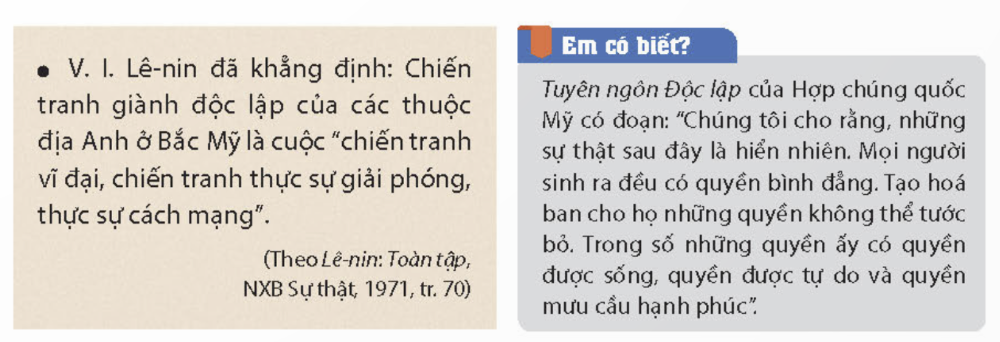 • V. I. Lê-nin đã khẳng định: Chiến
tranh giành độc lập của các thuộc
địa Anh ở Bắc Mỹ là cuộc “chiến tranh
vĩ đại, chiến tranh thực sự giải phóng,
thực sự cách mạng”.
(Theo Lê-nin: Toàn tập,
NXB Sự thật, 1971, tr. 70)
Em có biết?
Tuyên ngôn Độc lập của Hợp chúng quốc
Mỹ có đoạn: “Chúng tôi cho rằng, những
sự thật sau đây là hiển nhiên. Mọi người
sinh ra đều có quyền bình đẳng. Tạo hoá
ban cho họ những quyền không thể tước
bỏ. Trong số những quyền ấy có quyền
được sống, quyền được tự do và quyền
mưu cầu hạnh phúc”.